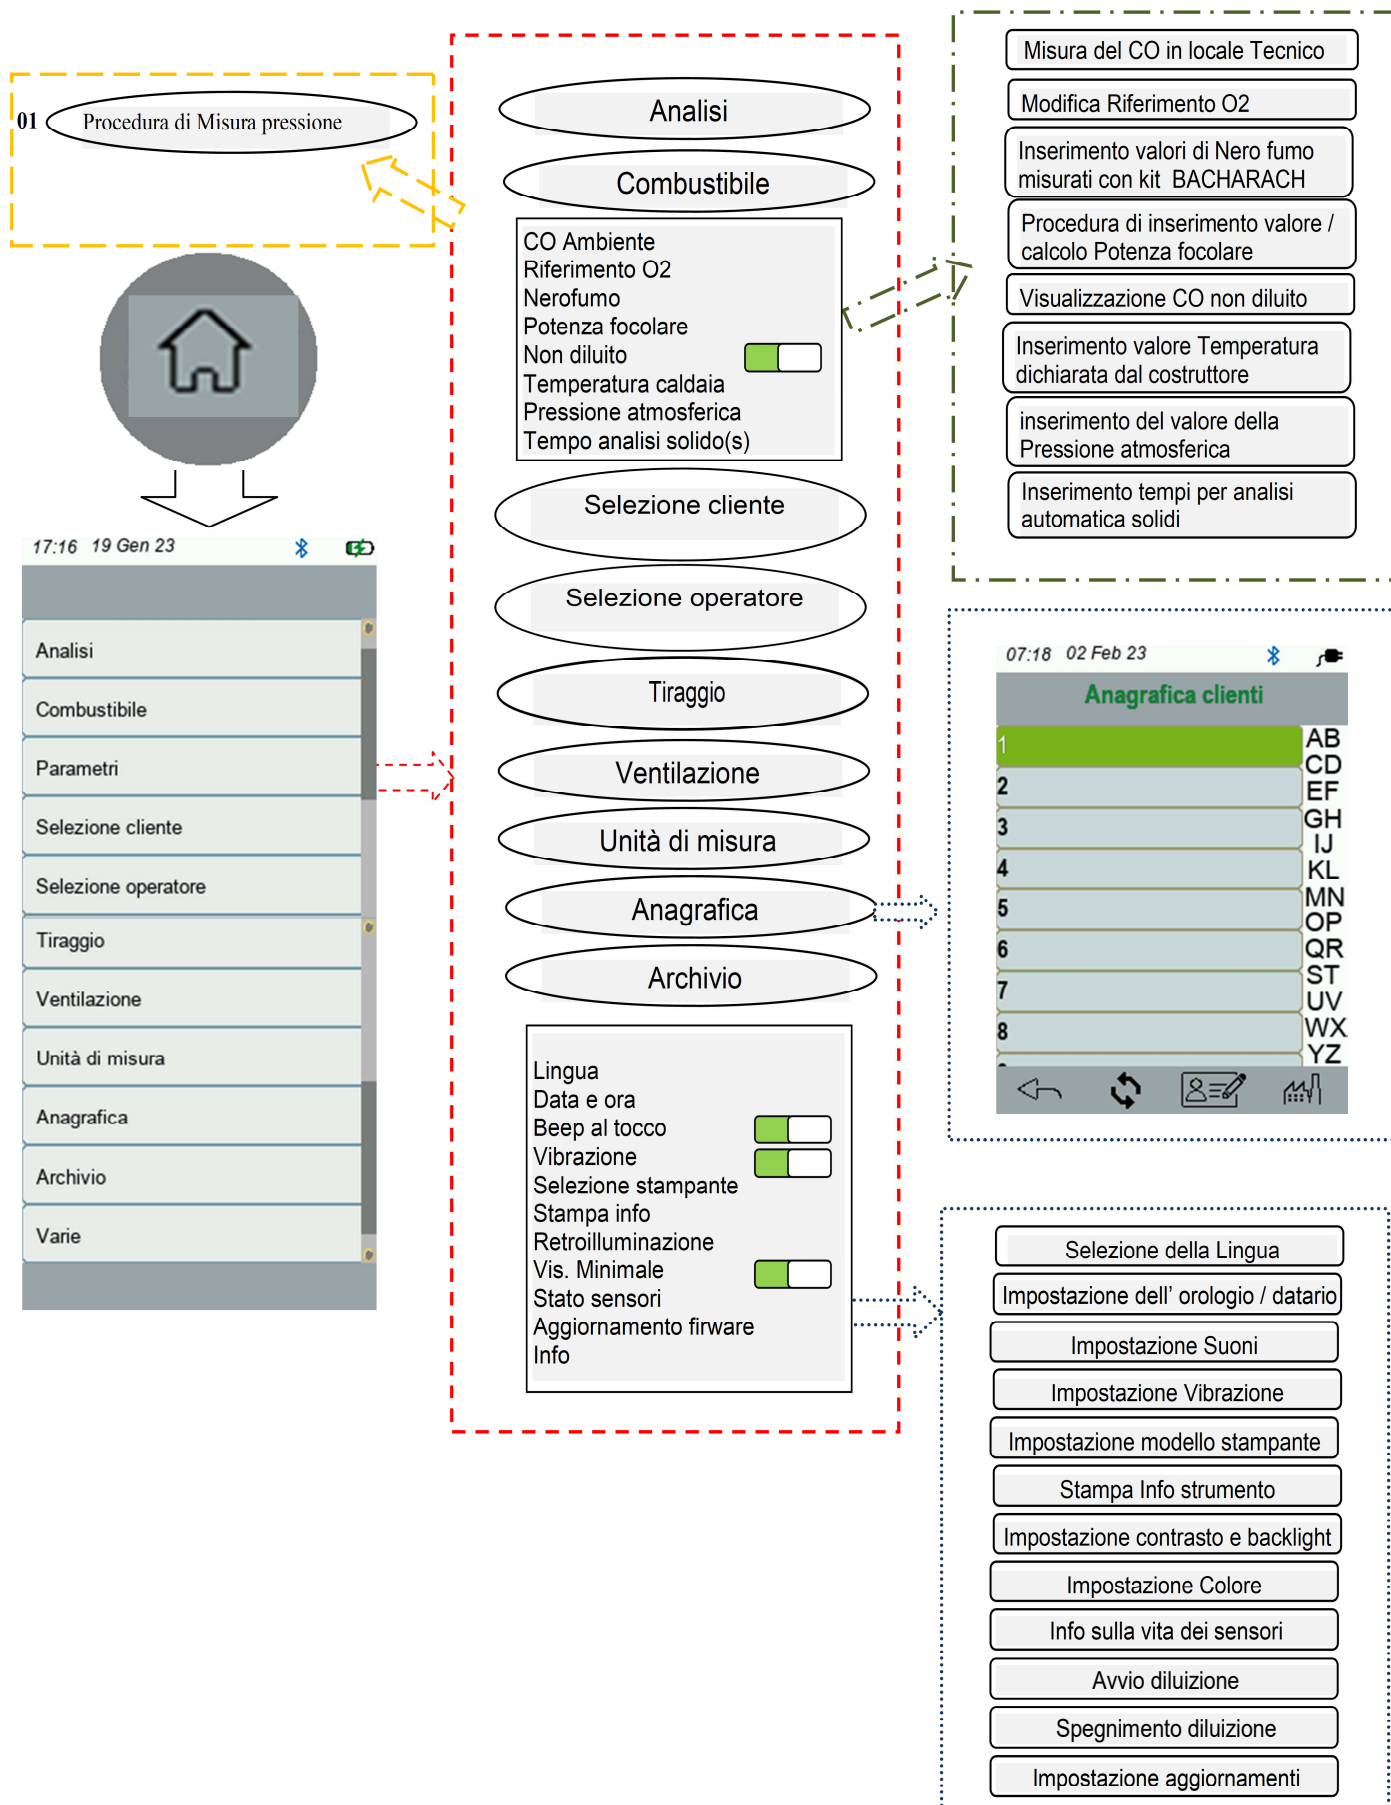 01 Procedura di Misura pressione
17:16 19 Gen 23
Analisi
Combustibile
Parametri
Selezione cliente
Selezione operatore
Tiraggio
Ventilazione
Unità di misura
Anagrafica
Archivio
Varie
Analisi
Combustibile
CO Ambiente
Riferimento O2
Nerofumo
Potenza focolare
Non diluito
Temperatura caldaia
Pressione atmosferica
Tempo analisi solido(s)
Selezione cliente
Selezione operatore
Tiraggio
Ventilazione
Unità di misura
Anagrafica
Archivio
Lingua
Data e ora
Beep al tocco
Vibrazione
Selezione stampante
Stampa info
Retroilluminazione
Vis. Minimale
Stato sensori
Aggiornamento firware
Info
Misura del CO in locale Tecnico
Modifica Riferimento O2
Inserimento valori di Nero fumo
misurati con kit BACHARACH
Procedura di inserimento valore /
calcolo Potenza focolare
Visualizzazione CO non diluito
Inserimento valore Temperatura
dichiarata dal costruttore
inserimento del valore della
Pressione atmosferica
Inserimento tempi per analisi
automatica solidi
07:18 02 Feb 23
Anagrafica clienti
1
2
3
4
5
6
7
8
AB
CD
EF
GH
IJ
KL
MN
OP
QR
ST
UV
WX
YZ
Selezione della Lingua
Impostazione dell' orologio / datario
Impostazione Suoni
Impostazione Vibrazione
Impostazione modello stampante
Stampa Info strumento
Impostazione contrasto e backlight
Impostazione Colore
Info sulla vita dei sensori
Avvio diluizione
Spegnimento diluizione
Impostazione aggiornamenti